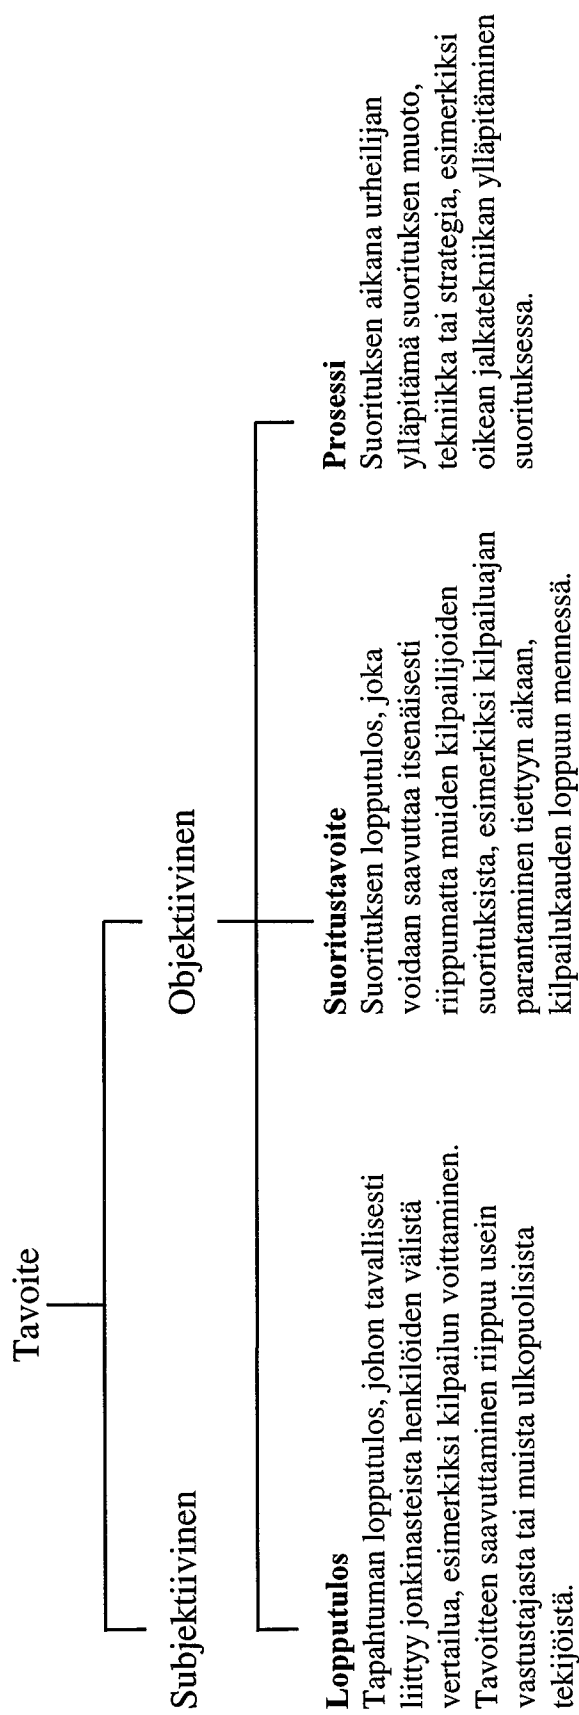 Tavoite
Subjektiivinen
Objektiivinen
Lopputulos
Tapahtuman lopputulos, johon tavallisesti
liittyy jonkinasteista henkilöiden välistä
vertailua, esimerkiksi kilpailun voittaminen.
Tavoitteen saavuttaminen riippuu usein
vastustajasta tai muista ulkopuolisista
tekijöistä.
Suoritustavoite
Suorituksen lopputulos, joka
voidaan saavuttaa itsenäisesti
riippumatta muiden kilpailijoiden
suorituksista, esimerkiksi kilpailuajan
parantaminen tiettyyn aikaan,
kilpailukauden loppuun mennessä.
Prosessi
Suorituksen aikana urheilijan
ylläpitämä suorituksen muoto,
tekniikka tai strategia, esimerkiksi
oikean jalkatekniikan ylläpitäminen
suorituksessa.